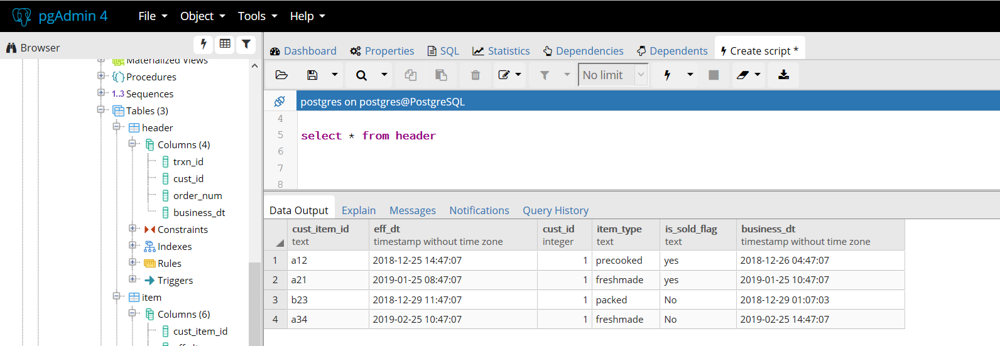 pgAdmin 4 File Object Tools Help
Browser
Dashboard Properties SQL Statistics Dependencies Dependents Create script *
Materialized Views
Procedures
1..3 Sequences
Tables (3)
header
Columns (4)
trxn_id
cust_id
order_num
business_dt
Constraints
Indexes
Rules
Triggers
item
Columns (6)
cust_item_id
No limit
postgres on postgres@PostgreSQL
4
5 select * from header
6
7
8
Data Output Explain Messages Notifications Query History
cust_item_id eff_dt cust_id item_type is_sold_flag business_dt
text timestamp without time zone integer text text timestamp without time zone
1 a12 2018-12-25 14:47:07 1 precooked yes 2018-12-26 04:47:07
2 a21 2019-01-25 08:47:07 1 freshmade yes 2019-01-25 10:47:07
3 b23 2018-12-29 11:47:07 1 packed No 2018-12-29 01:07:03
4 a34 2019-02-25 10:47:07 1 freshmade No 2019-02-25 14:47:07